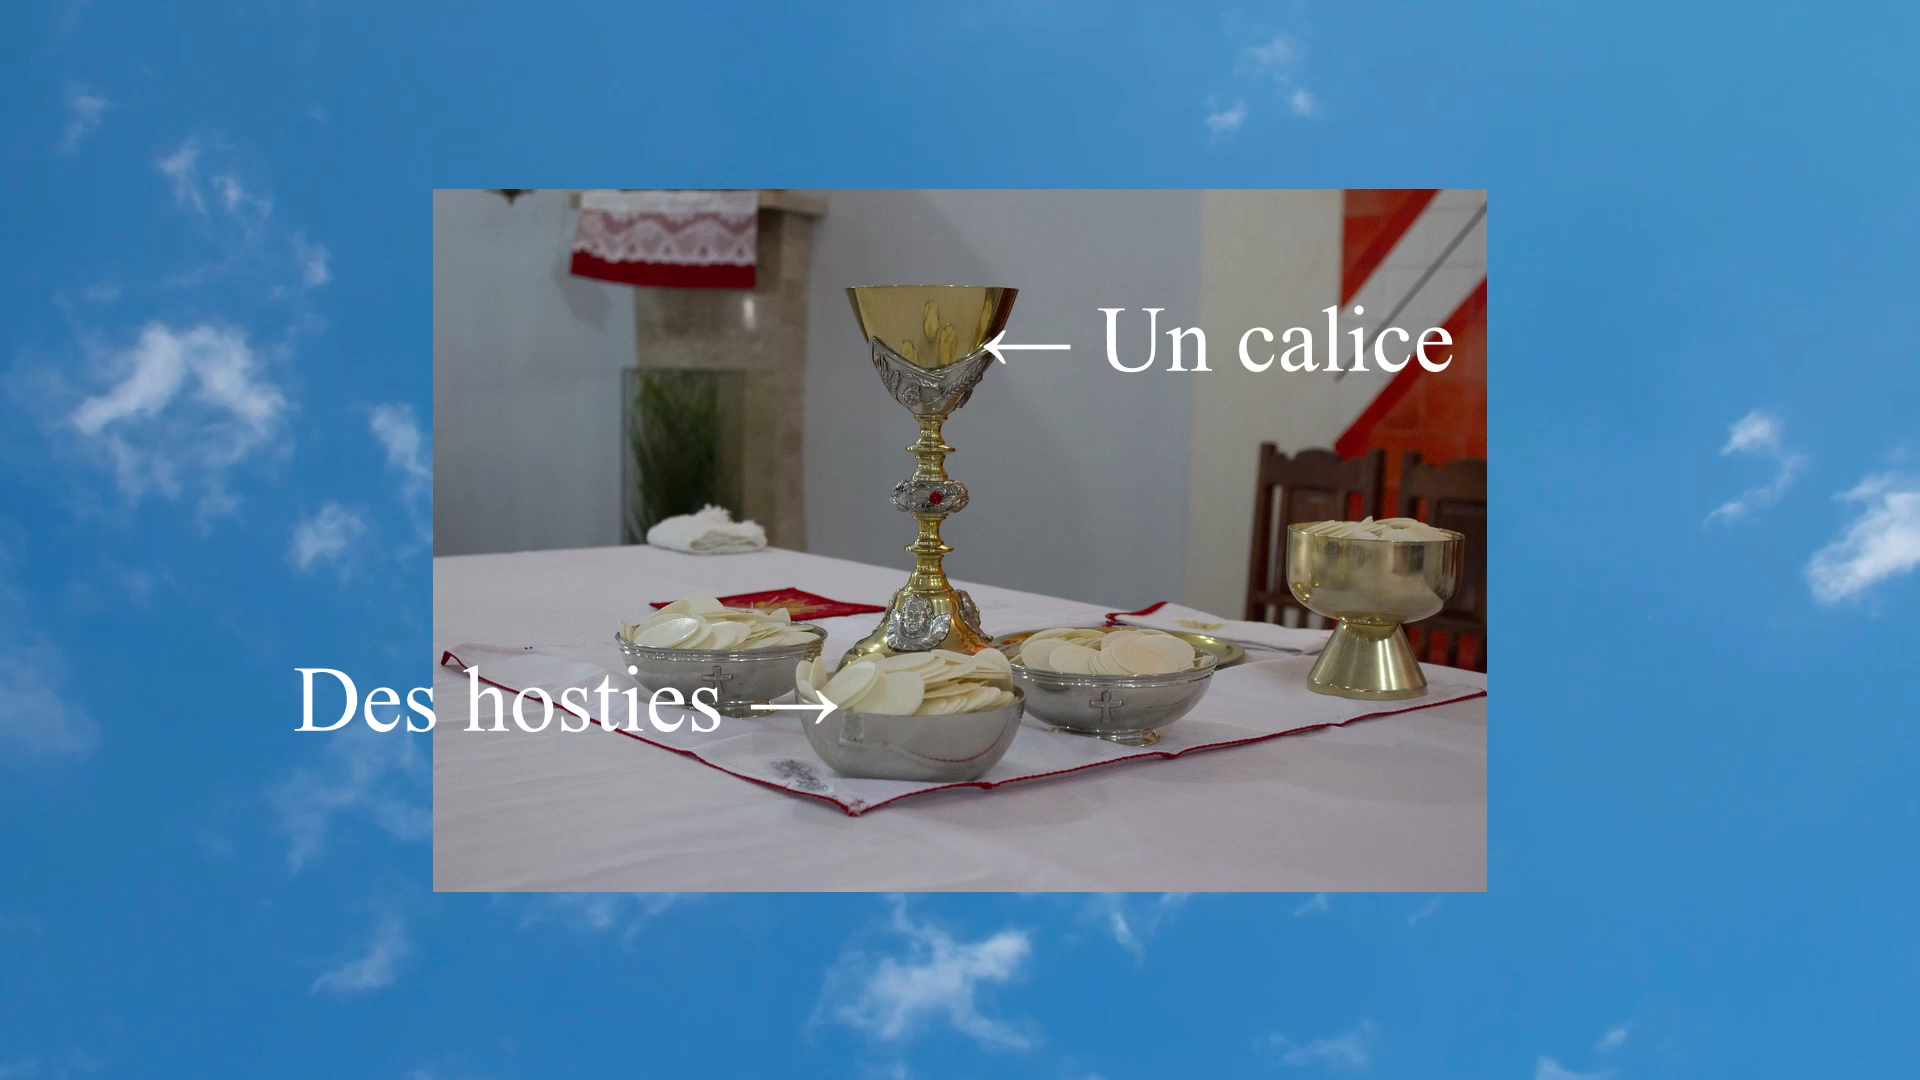 ← Un calice
Des hosties →